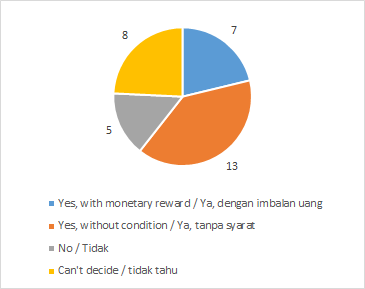 8
7
5
13
Yes, with monetary reward / Ya, dengan imbalan uang
Yes, without condition / Ya, tanpa syarat
No / Tidak
Can't decide / tidak tahu